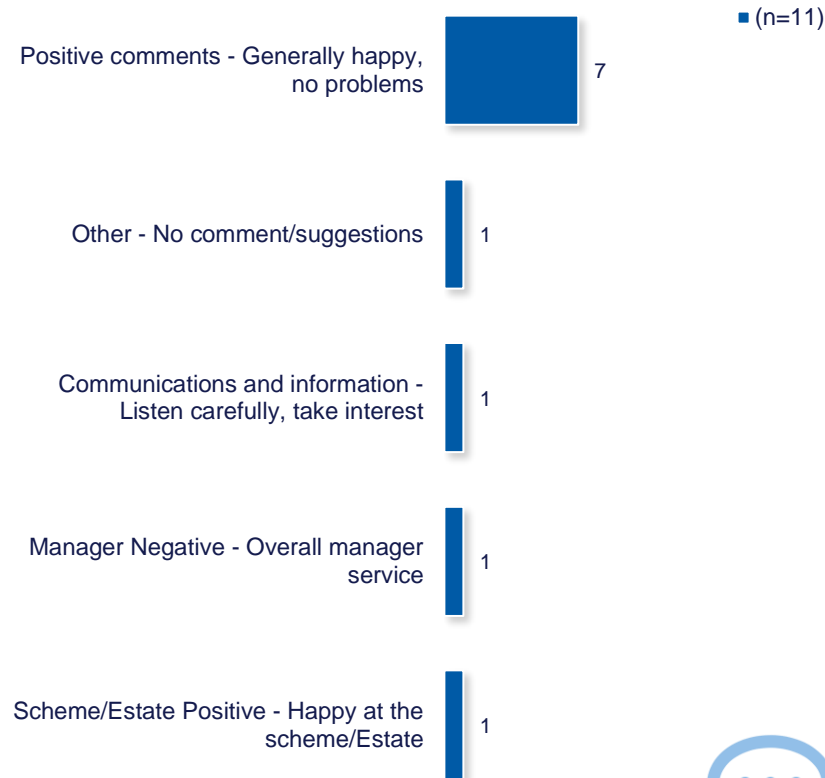 (n=11)
Positive comments - Generally happy,
no problems
7
Other - No comment/suggestions
1
Communications and information -
Listen carefully, take interest
1
Manager Negative - Overall manager
service
1
Scheme/Estate Positive - Happy at the
scheme/Estate
1